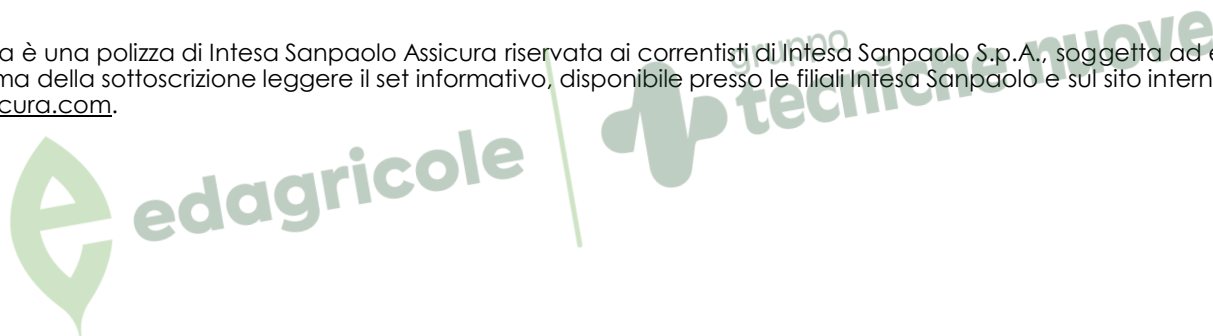 a è una polizza di Intesa Sanpaolo Assicura riservata ai correntisti di Intesa Sanpaolo S.p.A., soggetta ad e
ma della sottoscrizione leggere il set informativo, disponibile presso le filiali Intesa Sanpaolo e sul sito intern
cura.com.
edagricole
gruppo
tecniche nuove